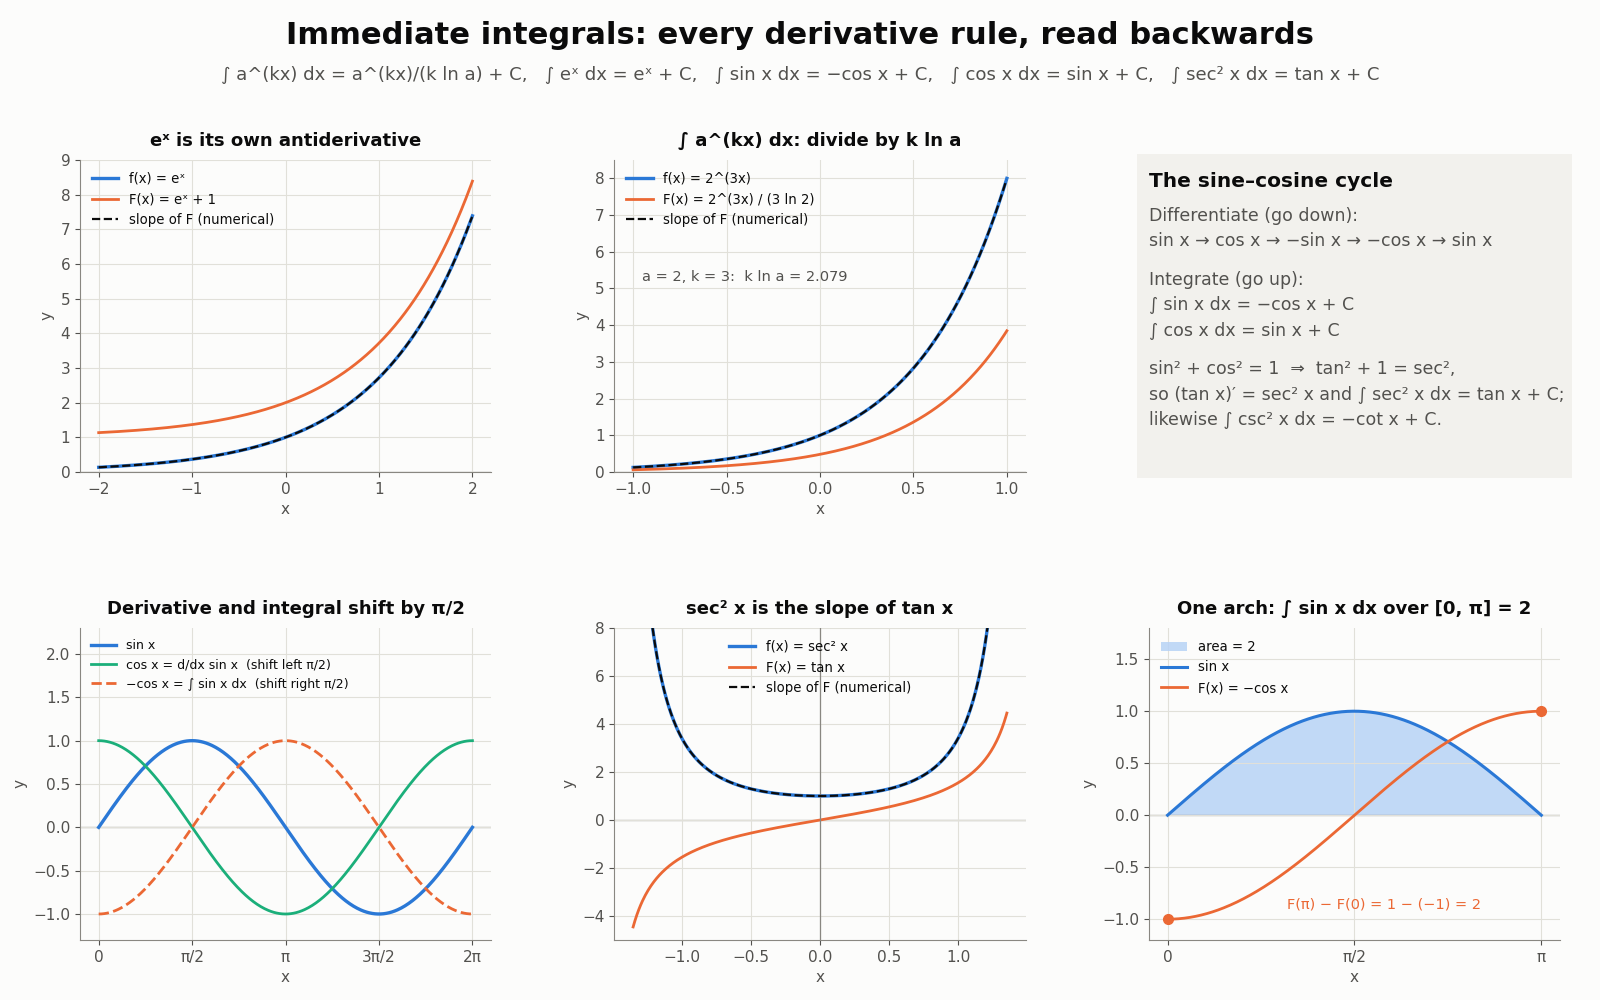 Immediate integrals: every derivative rule, read backwards
∫ a^(kx) dx = a^(kx)/(k ln a) + C,   ∫ eˣ dx = eˣ + C,   ∫ sin x dx = −cos x + C,   ∫ cos x dx = sin x + C,   ∫ sec² x dx = tan x + C
eˣ is its own antiderivative
f(x) = eˣ
F(x) = eˣ + 1
slope of F (numerical)
9
8
7
6
5
4
3
2
1
0
y
−2 −1 0 1 2
x
∫ a^(kx) dx: divide by k ln a
f(x) = 2^(3x)
F(x) = 2^(3x) / (3 ln 2)
slope of F (numerical)
a = 2, k = 3:  k ln a = 2.079
8
7
6
5
4
3
2
1
0
y
−1.0 −0.5 0.0 0.5 1.0
x
The sine–cosine cycle
Differentiate (go down):
sin x → cos x → −sin x → −cos x → sin x
Integrate (go up):
∫ sin x dx = −cos x + C
∫ cos x dx = sin x + C
sin² + cos² = 1  ⇒  tan² + 1 = sec²,
so (tan x)′ = sec² x and ∫ sec² x dx = tan x + C;
likewise ∫ csc² x dx = −cot x + C.
Derivative and integral shift by π/2
sin x
cos x = d/dx sin x  (shift left π/2)
−cos x = ∫ sin x dx  (shift right π/2)
2.0
1.5
1.0
0.5
0.0
−0.5
−1.0
y
0 π/2 π 3π/2 2π
x
sec² x is the slope of tan x
f(x) = sec² x
F(x) = tan x
slope of F (numerical)
8
6
4
2
0
−2
−4
y
−1.0 −0.5 0.0 0.5 1.0
x
One arch: ∫ sin x dx over [0, π] = 2
area = 2
sin x
F(x) = −cos x
1.5
1.0
0.5
0.0
−0.5
−1.0
y
F(π) − F(0) = 1 − (−1) = 2
0 π/2 π
x